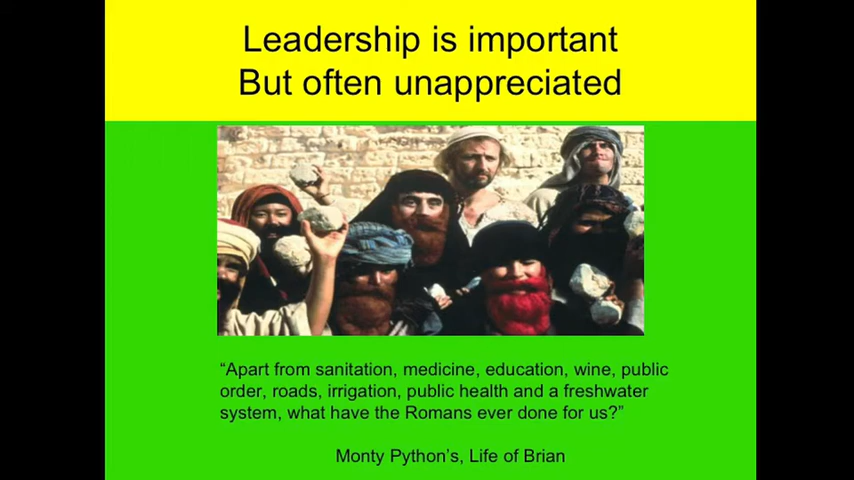 Leadership is important
But often unappreciated
“Apart from sanitation, medicine, education, wine, public
order, roads, irrigation, public health and a freshwater
system, what have the Romans ever done for us?”
Monty Python’s, Life of Brian